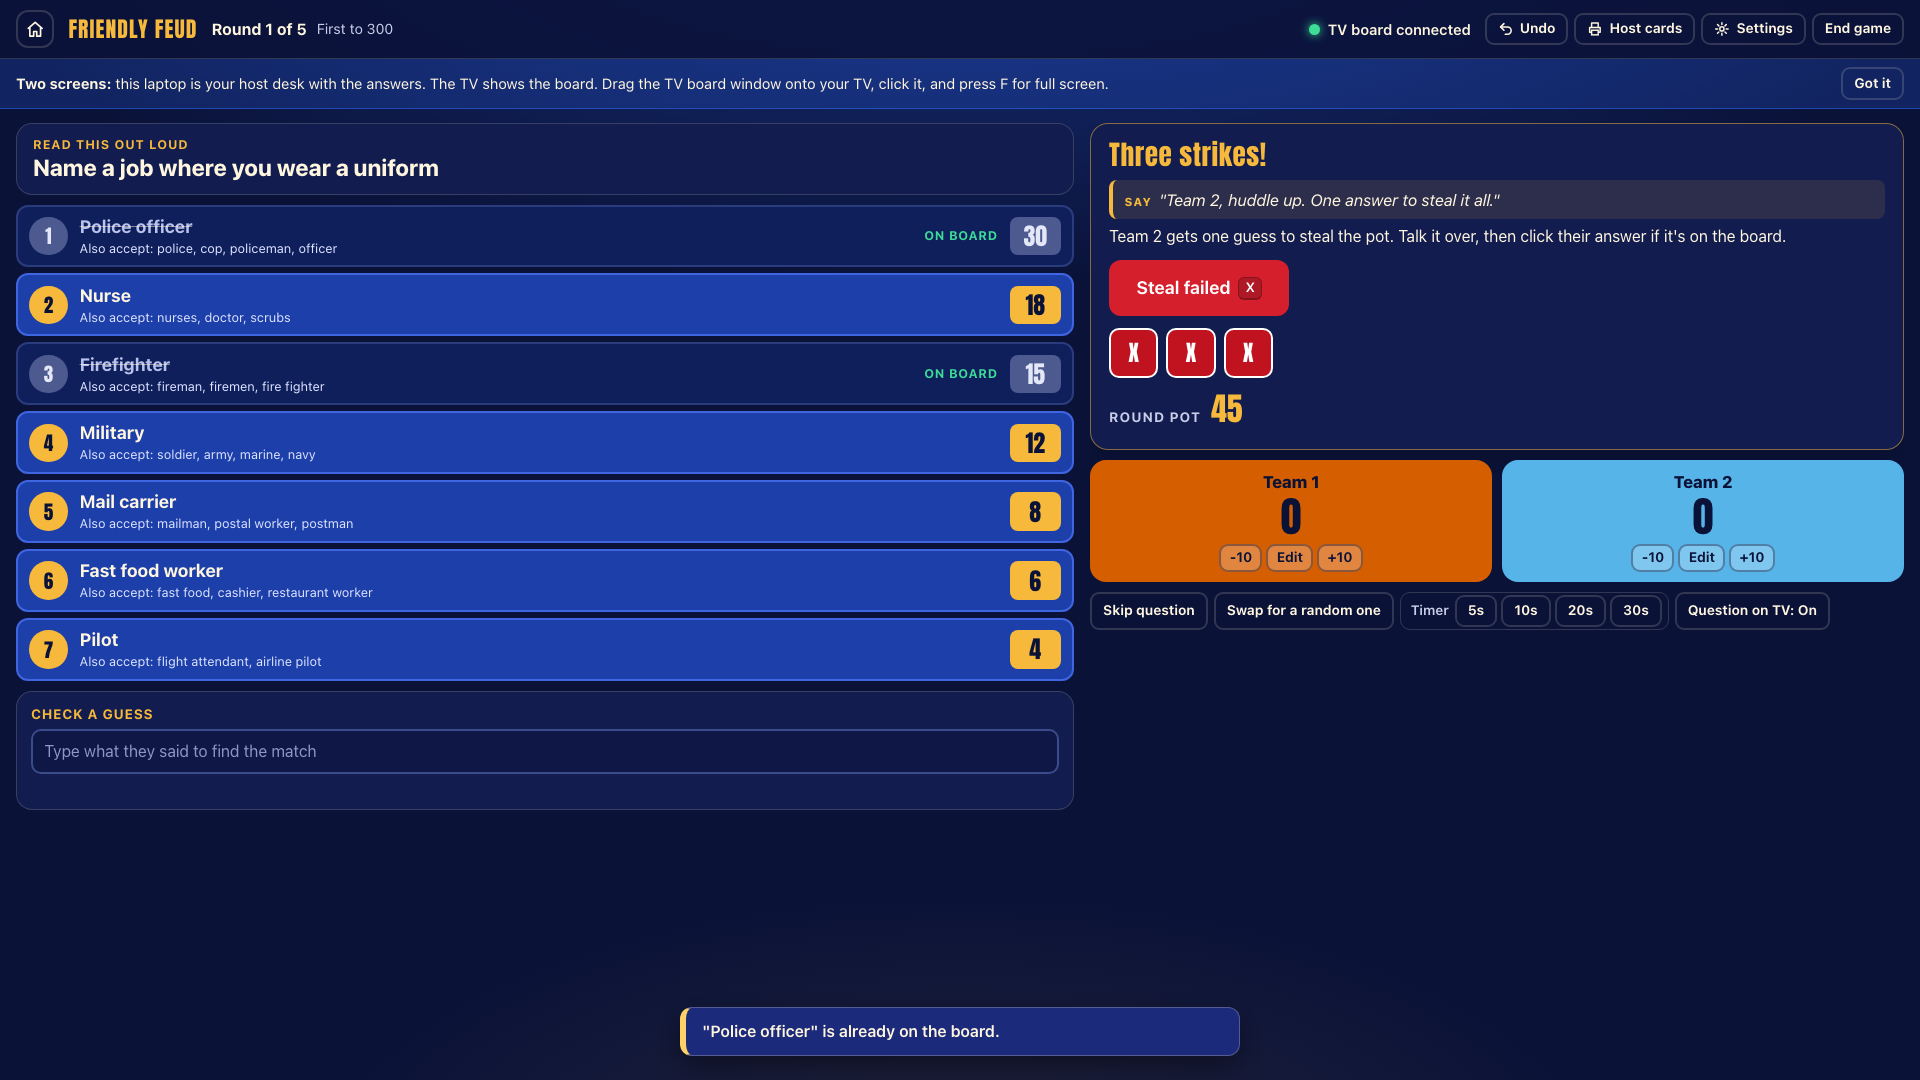 FRIENDLY FEUD Round 1 of 5 First to 300
TV board connected Undo Host cards Settings End game
Two screens: this laptop is your host desk with the answers. The TV shows the board. Drag the TV board window onto your TV, click it, and press F for full screen. Got it
READ THIS OUT LOUD
Name a job where you wear a uniform
1 Police officer ON BOARD 30
Also accept: police, cop, policeman, officer
2 Nurse 18
Also accept: nurses, doctor, scrubs
3 Firefighter ON BOARD 15
Also accept: fireman, firemen, fire fighter
4 Military 12
Also accept: soldier, army, marine, navy
5 Mail carrier 8
Also accept: mailman, postal worker, postman
6 Fast food worker 6
Also accept: fast food, cashier, restaurant worker
7 Pilot 4
Also accept: flight attendant, airline pilot
CHECK A GUESS
Type what they said to find the match
Three strikes!
SAY "Team 2, huddle up. One answer to steal it all."
Team 2 gets one guess to steal the pot. Talk it over, then click their answer if it's on the board.
Steal failed X
X X X
ROUND POT 45
Team 1
0
-10 Edit +10
Team 2
0
-10 Edit +10
Skip question Swap for a random one Timer 5s 10s 20s 30s Question on TV: On
"Police officer" is already on the board.